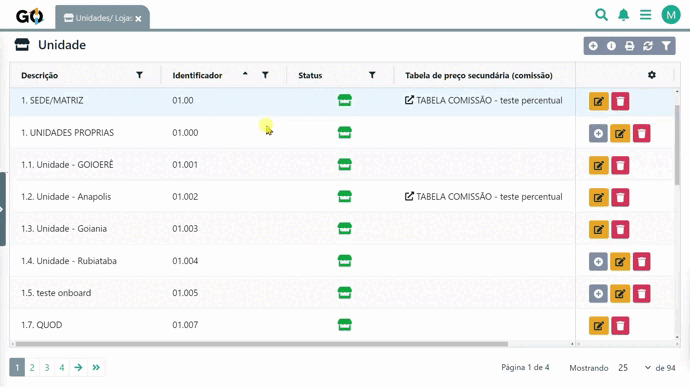 GO Unidades/ Lojas M
Unidade
Descrição Identificador Status Tabela de preço secundária (comissão)
1. SEDE/MATRIZ 01.00 TABELA COMISSÃO - teste percentual
1. UNIDADES PROPRIAS 01.000
1.1. Unidade - GOIOERÊ 01.001
1.2. Unidade - Anapolis 01.002 TABELA COMISSÃO - teste percentual
1.3. Unidade - Goiania 01.003
1.4. Unidade - Rubiataba 01.004
1.5. teste onboard 01.005
1.7. QUOD 01.007
1 2 3 4 Página 1 de 4 Mostrando 25 de 94